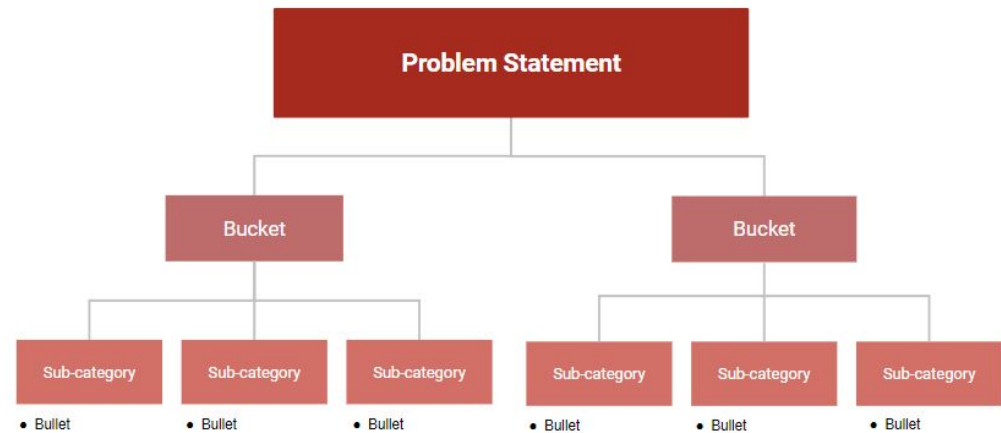 Problem Statement
Bucket
Bucket
Sub-category
Sub-category
Sub-category
Sub-category
Sub-category
Sub-category
• Bullet
• Bullet
• Bullet
• Bullet
• Bullet
• Bullet